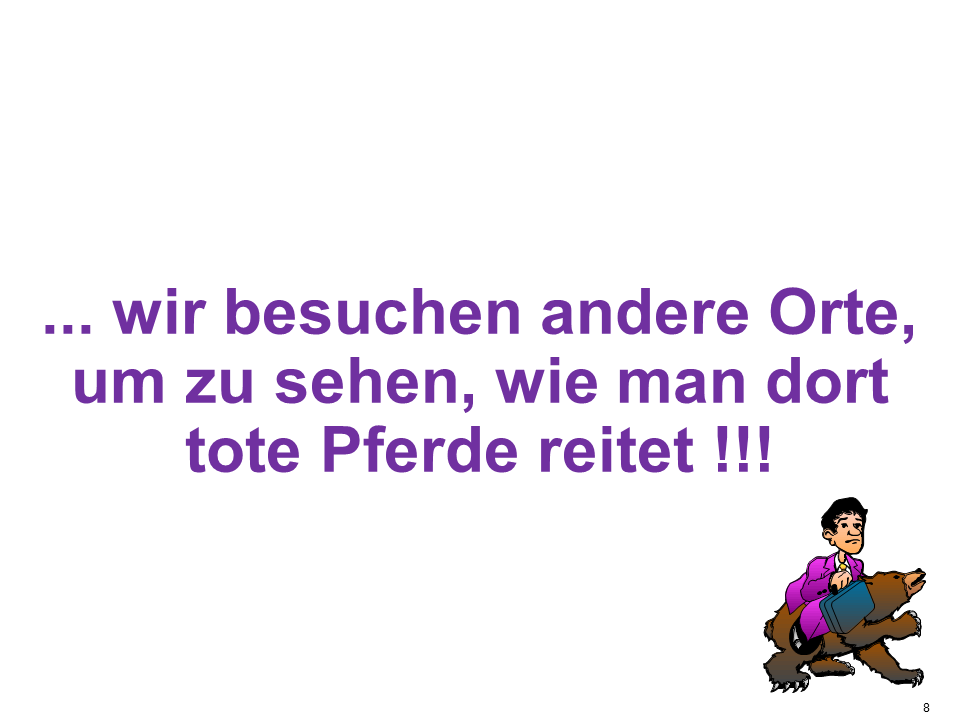 ... wir besuchen andere Orte,
um zu sehen, wie man dort
tote Pferde reitet !!!
8